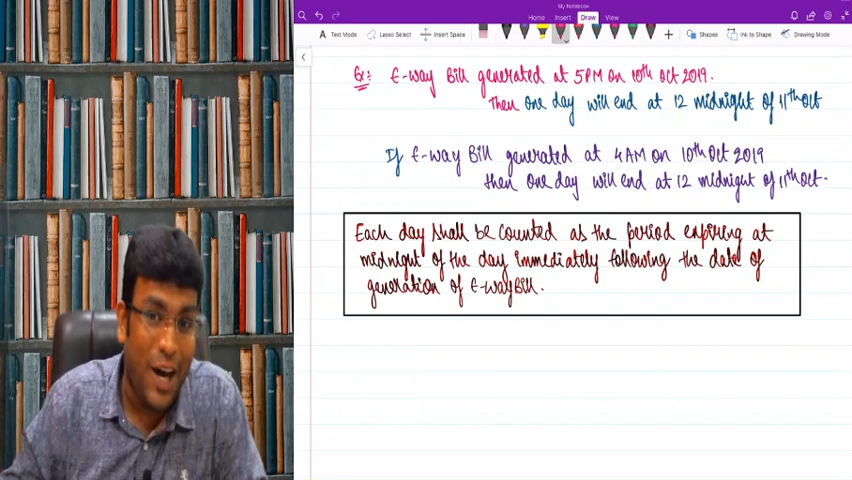 My Notebook
Home Insert Draw View
Text Mode Lasso Select Insert Space Shapes Ink to Shape Drawing Mode
Ex:- E-way Bill generated at 5PM on 10th Oct 2019.
Then one day will end at 12 midnight of 11th Oct
If E-way Bill generated at 4AM on 10th Oct 2019
then one day will end at 12 midnight of 11th Oct.
Each day shall be counted as the period expiring at
midnight of the day immediately following the date of
generation of E-way Bill.